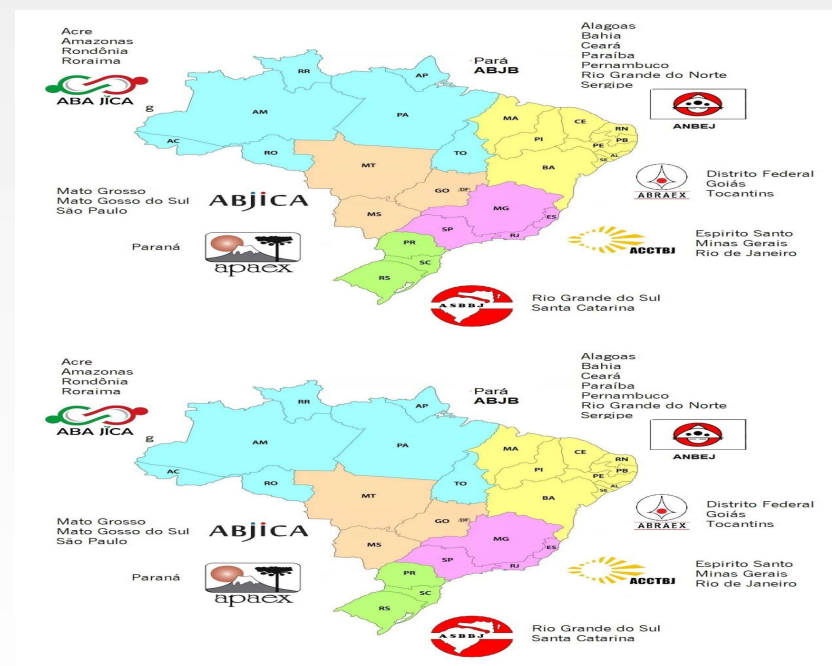 Acre
Amazonas
Rondônia
Roraima
ABA JICA
g
Pará
ABJB
Alagoas
Bahia
Ceará
Paraíba
Pernambuco
Rio Grande do Norte
Sergipe
ANBEJ
RR
AP
AM
PA
MA
CE
RN
PB
PI
PE
AL
SE
AC
RO
TO
BA
MT
GO
DF
MG
ES
MS
SP
RJ
PR
SC
RS
Distrito Federal
Goiás
Tocantins
ABRAEX
Mato Grosso
Mato Gosso do Sul
São Paulo
ABJICA
Paraná
apaex
ACCTBJ
Espirito Santo
Minas Gerais
Rio de Janeiro
ASBBJ
Rio Grande do Sul
Santa Catarina
Acre
Amazonas
Rondônia
Roraima
ABA JICA
g
Pará
ABJB
Alagoas
Bahia
Ceará
Paraíba
Pernambuco
Rio Grande do Norte
Sergipe
ANBEJ
RR
AP
AM
PA
MA
CE
RN
PB
PI
PE
AL
SE
AC
RO
TO
BA
MT
GO
DF
MG
ES
MS
SP
RJ
PR
SC
RS
Distrito Federal
Goiás
Tocantins
ABRAEX
Mato Grosso
Mato Gosso do Sul
São Paulo
ABJICA
Paraná
apaex
ACCTBJ
Espirito Santo
Minas Gerais
Rio de Janeiro
ASBBJ
Rio Grande do Sul
Santa Catarina